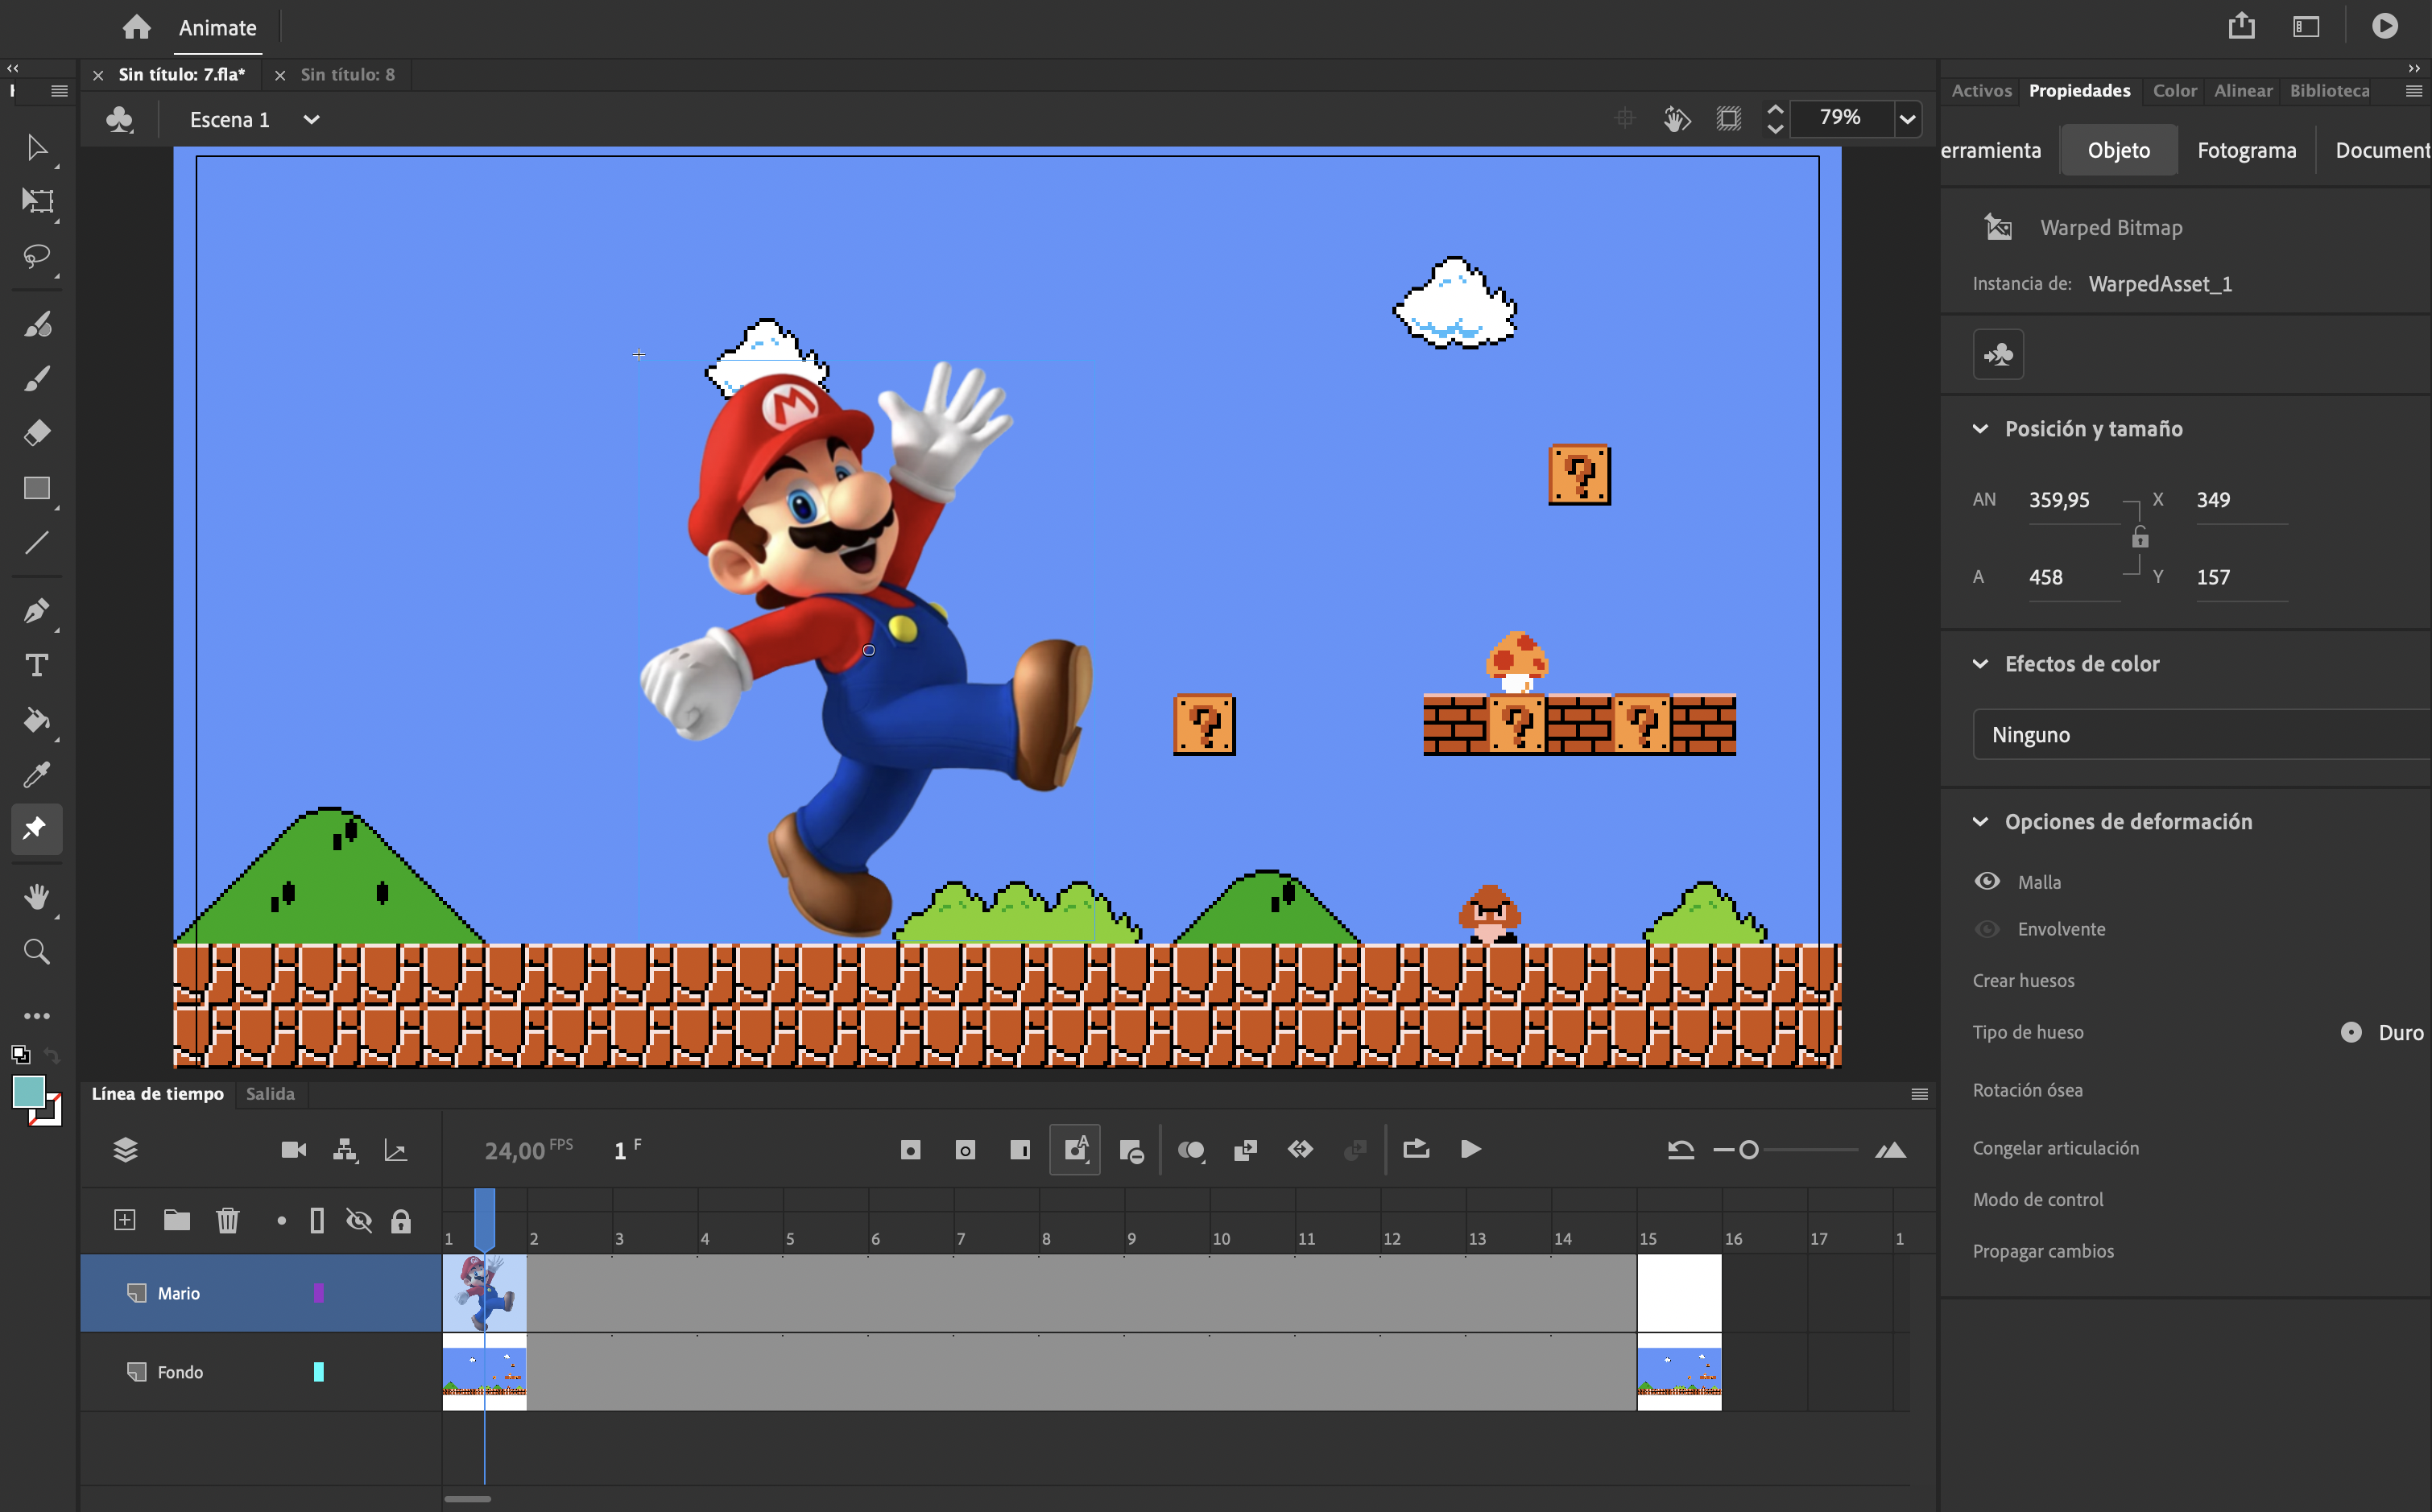 Animate
Sin título: 7.fla*
Sin título: 8
Escena 1
79%
M
?
?
? ?
Activos Propiedades Color Alinear Biblioteca
erramienta Objeto Fotograma Document
Warped Bitmap
Instancia de: WarpedAsset_1
Posición y tamaño
AN 359,95 X 349
A 458 Y 157
Efectos de color
Ninguno
Opciones de deformación
Malla
Envolvente
Crear huesos
Tipo de hueso Duro
Rotación ósea
Congelar articulación
Modo de control
Propagar cambios
Línea de tiempo Salida
24,00 FPS 1 F
A
1 2 3 4 5 6 7 8 9 10 11 12 13 14 15 16 17 1
Mario
Fondo